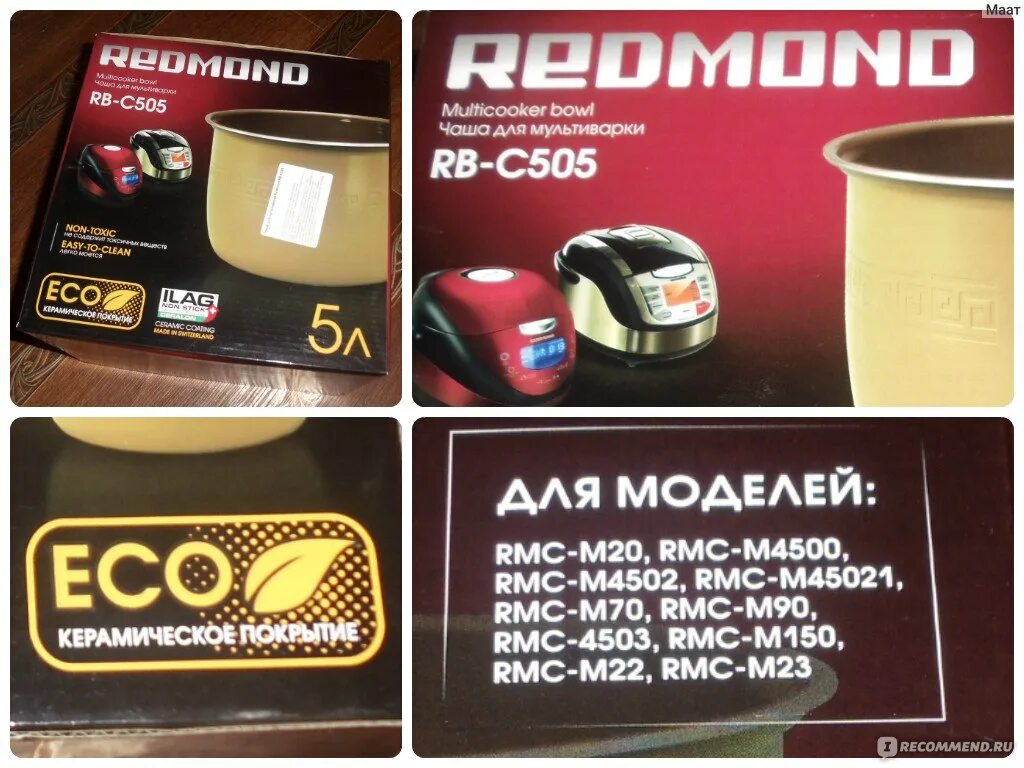 Маат
REDMOND
Multicooker bowl
Чаша для мультиварки
RB-C505
NON-TOXIC
не содержит токсичных веществ
EASY-TO-CLEAN
легко моется
ECO
КЕРАМИЧЕСКОЕ ПОКРЫТИЕ
ILAG
NON STICK
CERALON
CERAMIC COATING
MADE IN SWITZERLAND
5л
REDMOND
Multicooker bowl
Чаша для мультиварки
RB-C505
ECO
КЕРАМИЧЕСКОЕ ПОКРЫТИЕ
ДЛЯ МОДЕЛЕЙ:
RMC-M20, RMC-M4500,
RMC-M4502, RMC-M45021,
RMC-M70, RMC-M90,
RMC-4503, RMC-M150,
RMC-M22, RMC-M23
I RECOMMEND.RU